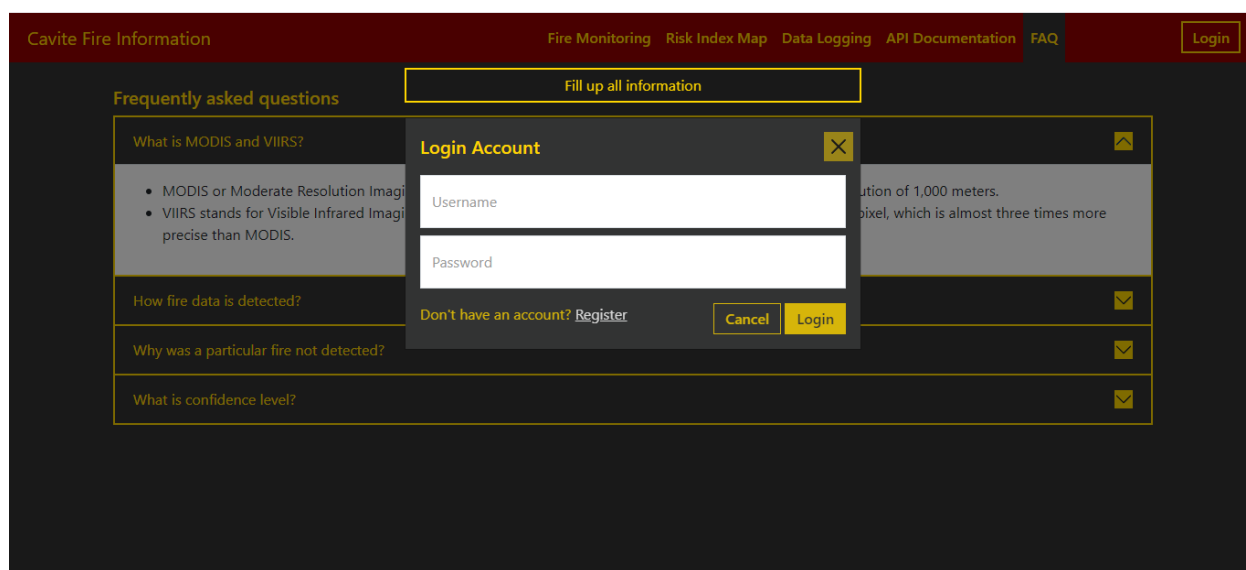 Cavite Fire Information
Fire Monitoring Risk Index Map Data Logging API Documentation FAQ Login
Fill up all information
Frequently asked questions
What is MODIS and VIIRS?
Login Account
MODIS or Moderate Resolution Imagi
ution of 1,000 meters.
Username
VIIRS stands for Visible Infrared Imagi
pixel, which is almost three times more
precise than MODIS.
Password
How fire data is detected?
Don't have an account? Register Cancel Login
Why was a particular fire not detected?
What is confidence level?